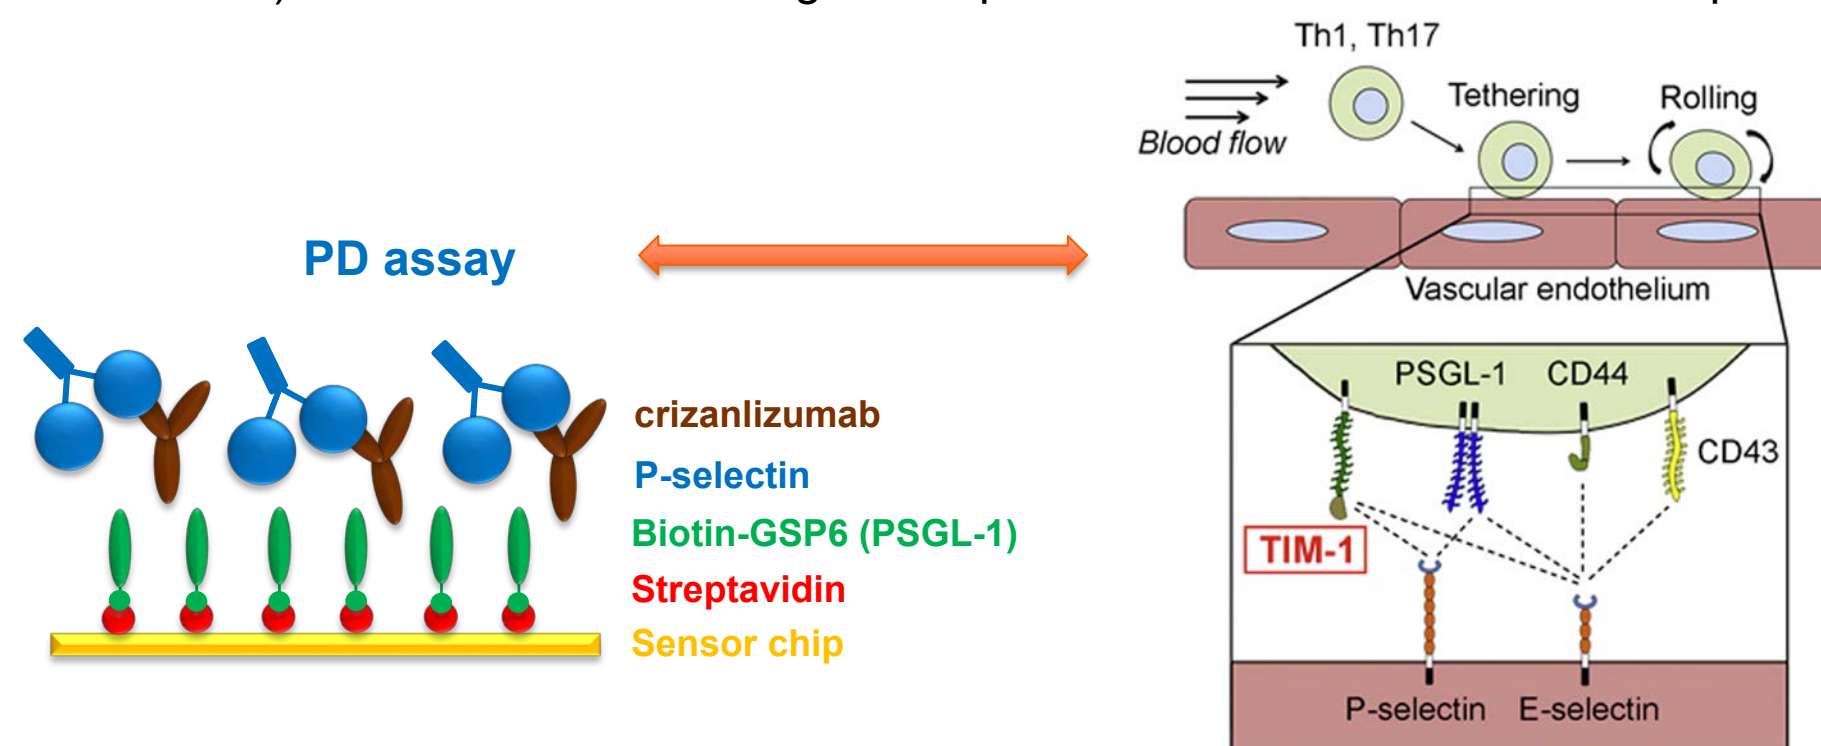 Th1, Th17
Tethering
Rolling
Blood flow
PD assay
Vascular endothelium
crizanlizumab
P-selectin
Biotin-GSP6 (PSGL-1)
Streptavidin
Sensor chip
PSGL-1 CD44
CD43
TIM-1
P-selectin E-selectin